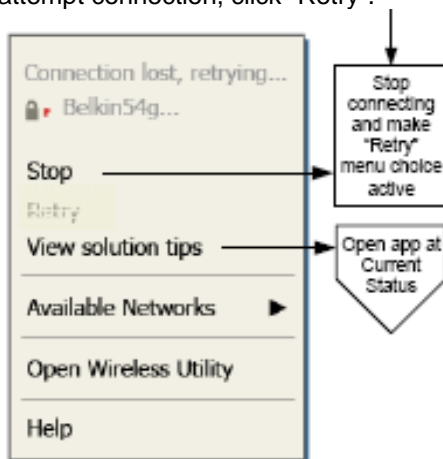 attempt connection, click "Retry".
Connection lost, retrying...
Belkin54g...
Stop
Retry
View solution tips
Available Networks
Open Wireless Utility
Help
Stop
connecting
and make
"Retry"
menu choice
active
Open app at
Current
Status